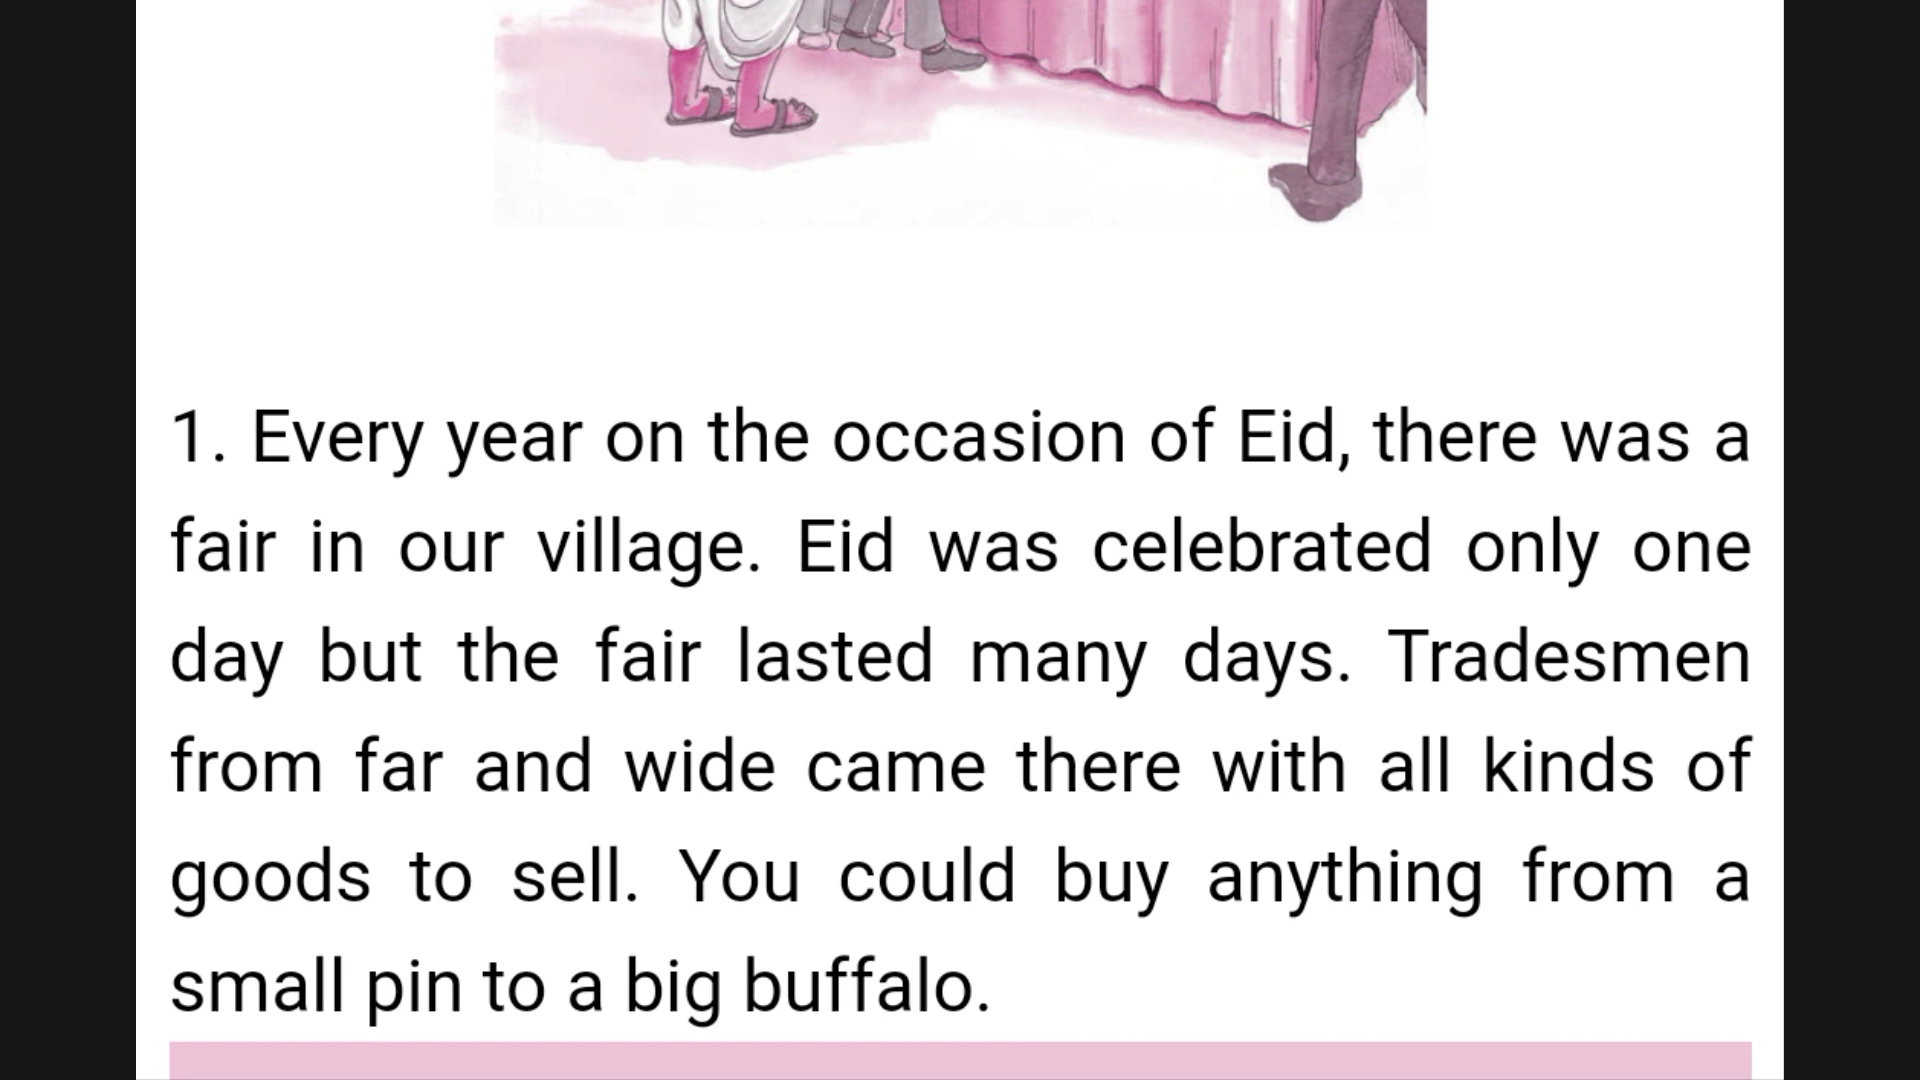 1. Every year on the occasion of Eid, there was a
fair in our village. Eid was celebrated only one
day but the fair lasted many days. Tradesmen
from far and wide came there with all kinds of
goods to sell. You could buy anything from a
small pin to a big buffalo.